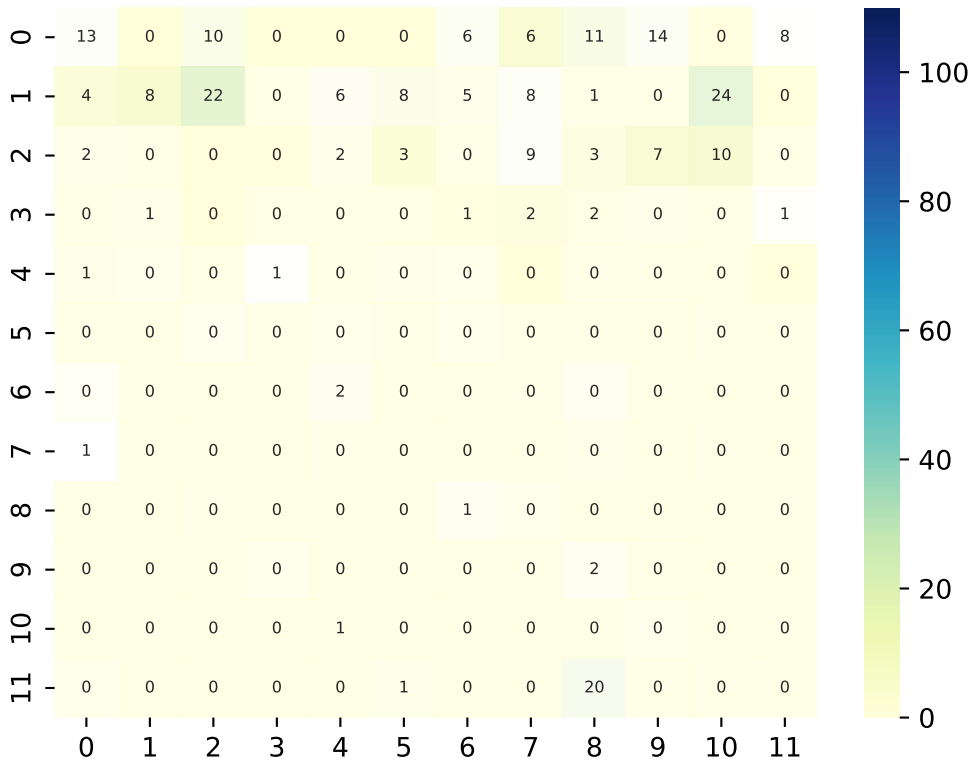 0 13 0 10 0 0 0 6 6 11 14 0 8
1 4 8 22 0 6 8 5 8 1 0 24 0
2 2 0 0 0 2 3 0 9 3 7 10 0
3 0 1 0 0 0 0 1 2 2 0 0 1
4 1 0 0 1 0 0 0 0 0 0 0 0
5 0 0 0 0 0 0 0 0 0 0 0 0
6 0 0 0 0 2 0 0 0 0 0 0 0
7 1 0 0 0 0 0 0 0 0 0 0 0
8 0 0 0 0 0 0 1 0 0 0 0 0
9 0 0 0 0 0 0 0 0 2 0 0 0
10 0 0 0 0 1 0 0 0 0 0 0 0
11 0 0 0 0 0 1 0 0 20 0 0 0
0 1 2 3 4 5 6 7 8 9 10 11
100
80
60
40
20
0